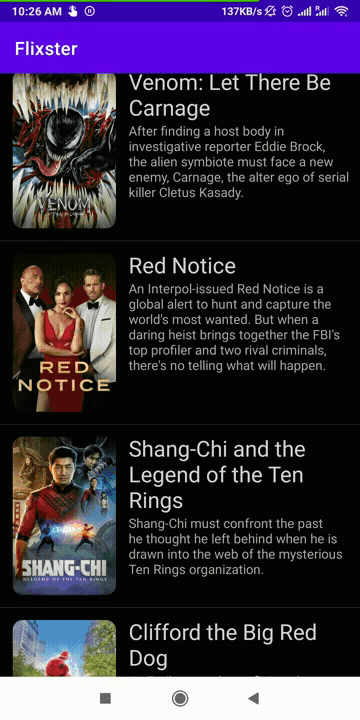 10:26 AM 137KB/s
Flixster
Venom: Let There Be
Carnage
After finding a host body in
investigative reporter Eddie Brock,
the alien symbiote must face a new
enemy, Carnage, the alter ego of serial
killer Cletus Kasady.
VENOM
Red Notice
An Interpol-issued Red Notice is a
global alert to hunt and capture the
world's most wanted. But when a
daring heist brings together the FBI's
top profiler and two rival criminals,
there's no telling what will happen.
RED
NOTICE
Shang-Chi and the
Legend of the Ten
Rings
Shang-Chi must confront the past
he thought he left behind when he is
drawn into the web of the mysterious
Ten Rings organization.
SHANG-CHI
LEGEND OF THE TEN RINGS
Clifford the Big Red
Dog